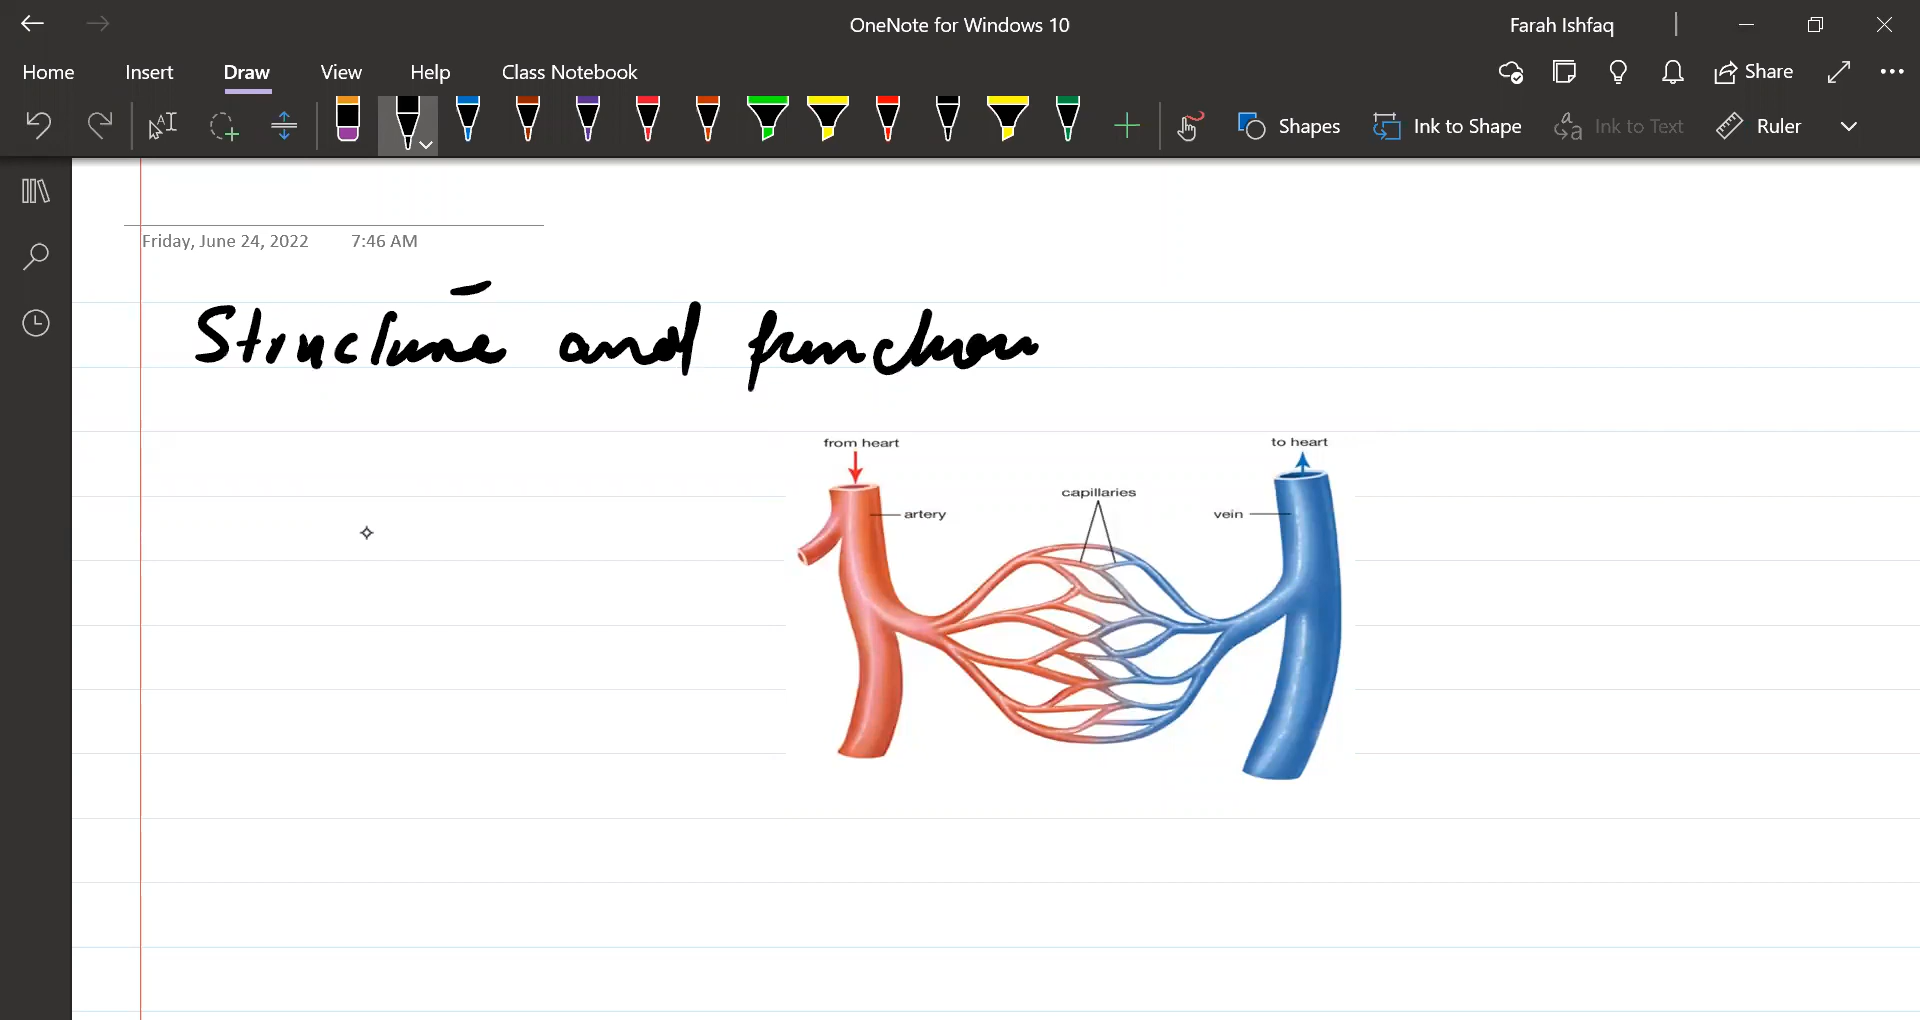 OneNote for Windows 10
Farah Ishfaq
Home Insert Draw View Help Class Notebook
Share
Shapes Ink to Shape Ink to Text Ruler
Friday, June 24, 2022 7:46 AM
Structure and function
from heart
to heart
capillaries
artery
vein